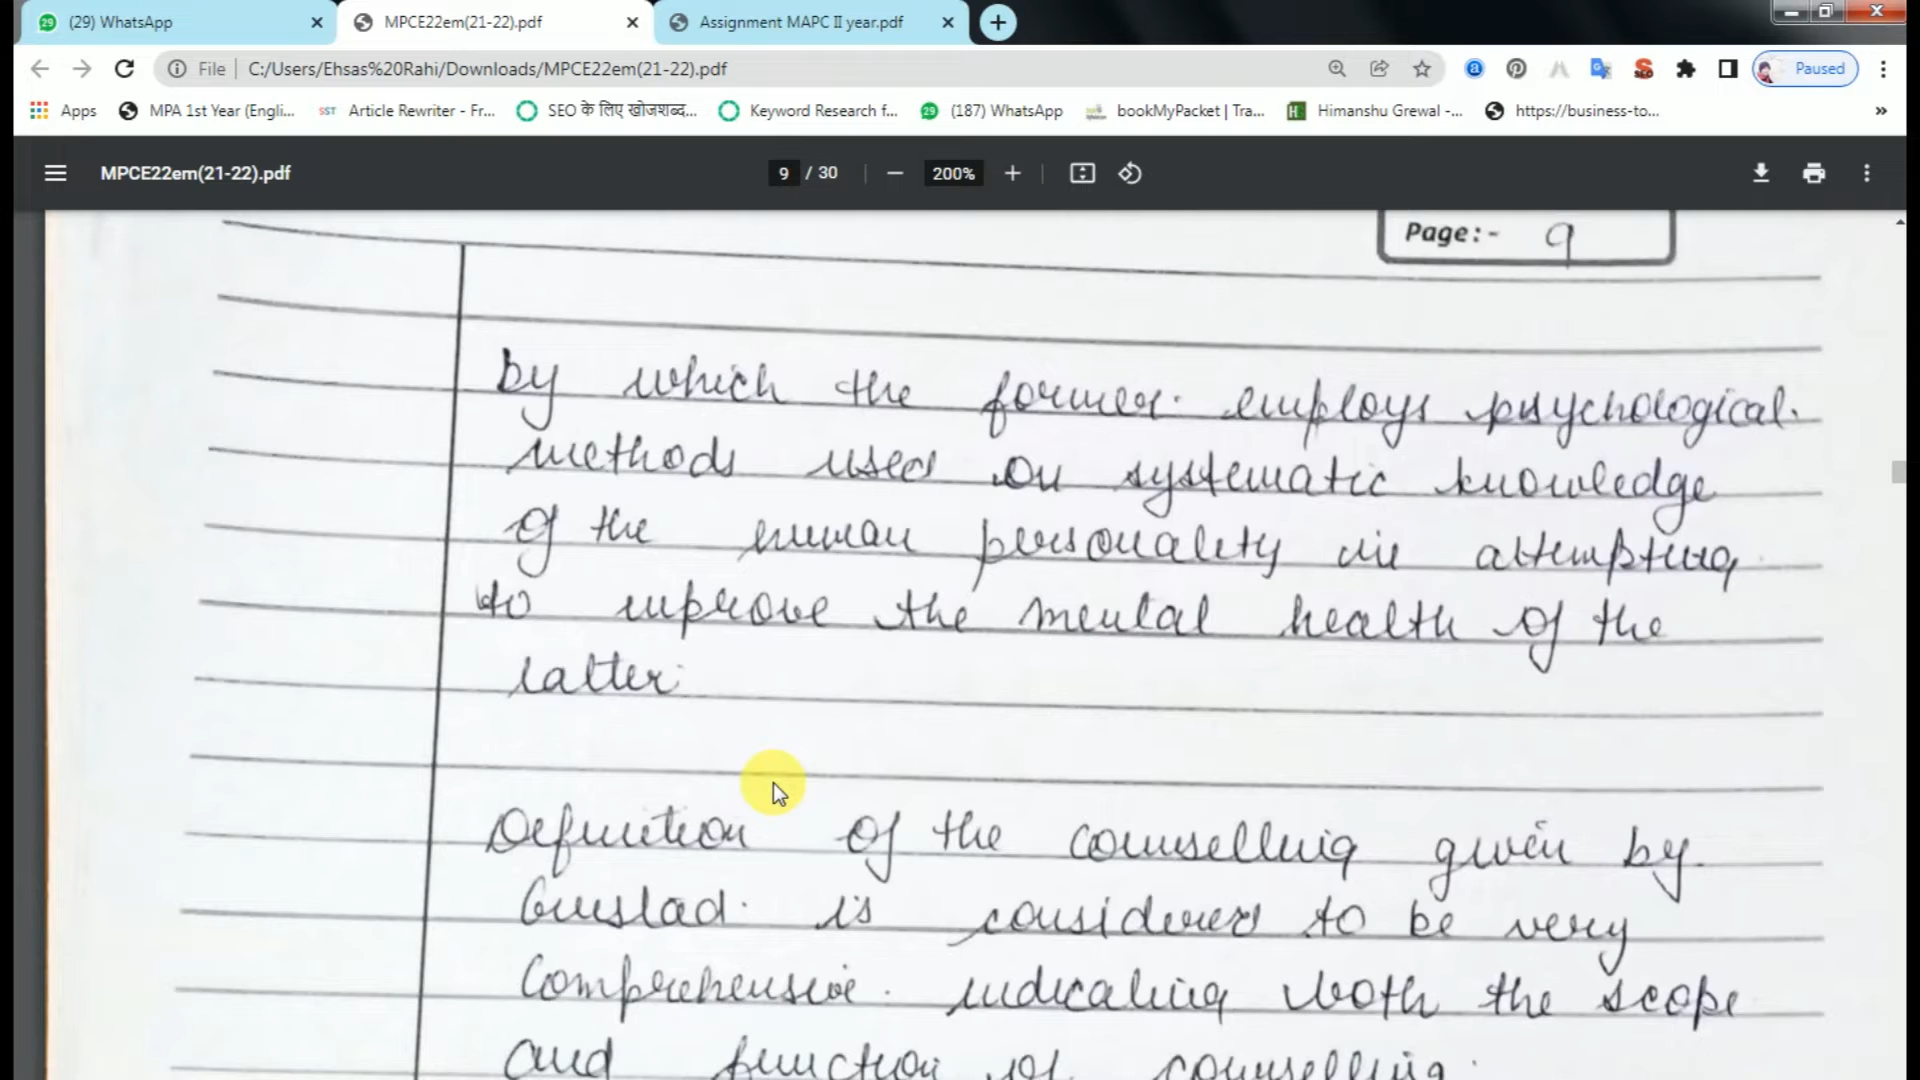 (29) WhatsApp
MPCE22em(21-22).pdf
Assignment MAPC II year.pdf
File C:/Users/Ehsas%20Rahi/Downloads/MPCE22em(21-22).pdf
Paused
Apps
MPA 1st Year (Engli...
SST Article Rewriter - Fr...
SEO के लिए खोजशब्द...
Keyword Research f...
(187) WhatsApp
bookMyPacket | Tra...
Himanshu Grewal -...
https://business-to...
MPCE22em(21-22).pdf
9 / 30
200%
Page:- 9
by which the former employs psychological
methods used on systematic knowledge
of the human personality in attempting
to improve the mental health of the
latter.
Definition of the counselling given by
Gustad is considered to be very
Comprehensive indicating both the scope
and function of counselling.